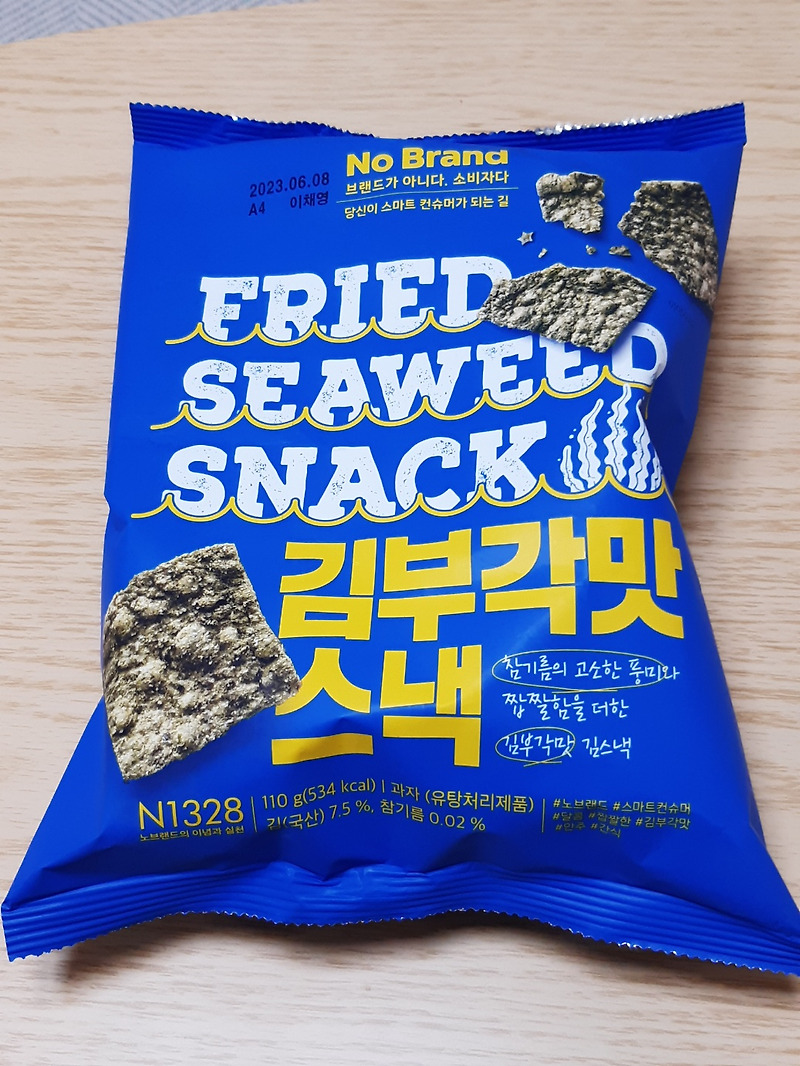 No Brand
2023.06.08
브랜드가 아니다. 소비자다
A4 이채영
당신이 스마트 컨슈머가 되는 길
FRIED
SEAWEED
SNACK
김부각맛
스낵
참기름의 고소한 풍미와
짭짤함을 더한
김부각맛 김스낵
N1328
노브랜드의 이념과 실천
110 g(534 kcal) | 과자 (유탕처리제품)
김(국산) 7.5 %, 참기름 0.02 %
#노브랜드 #스마트컨슈머
#달콤 #짭짤한 #김부각맛
#안주 #간식